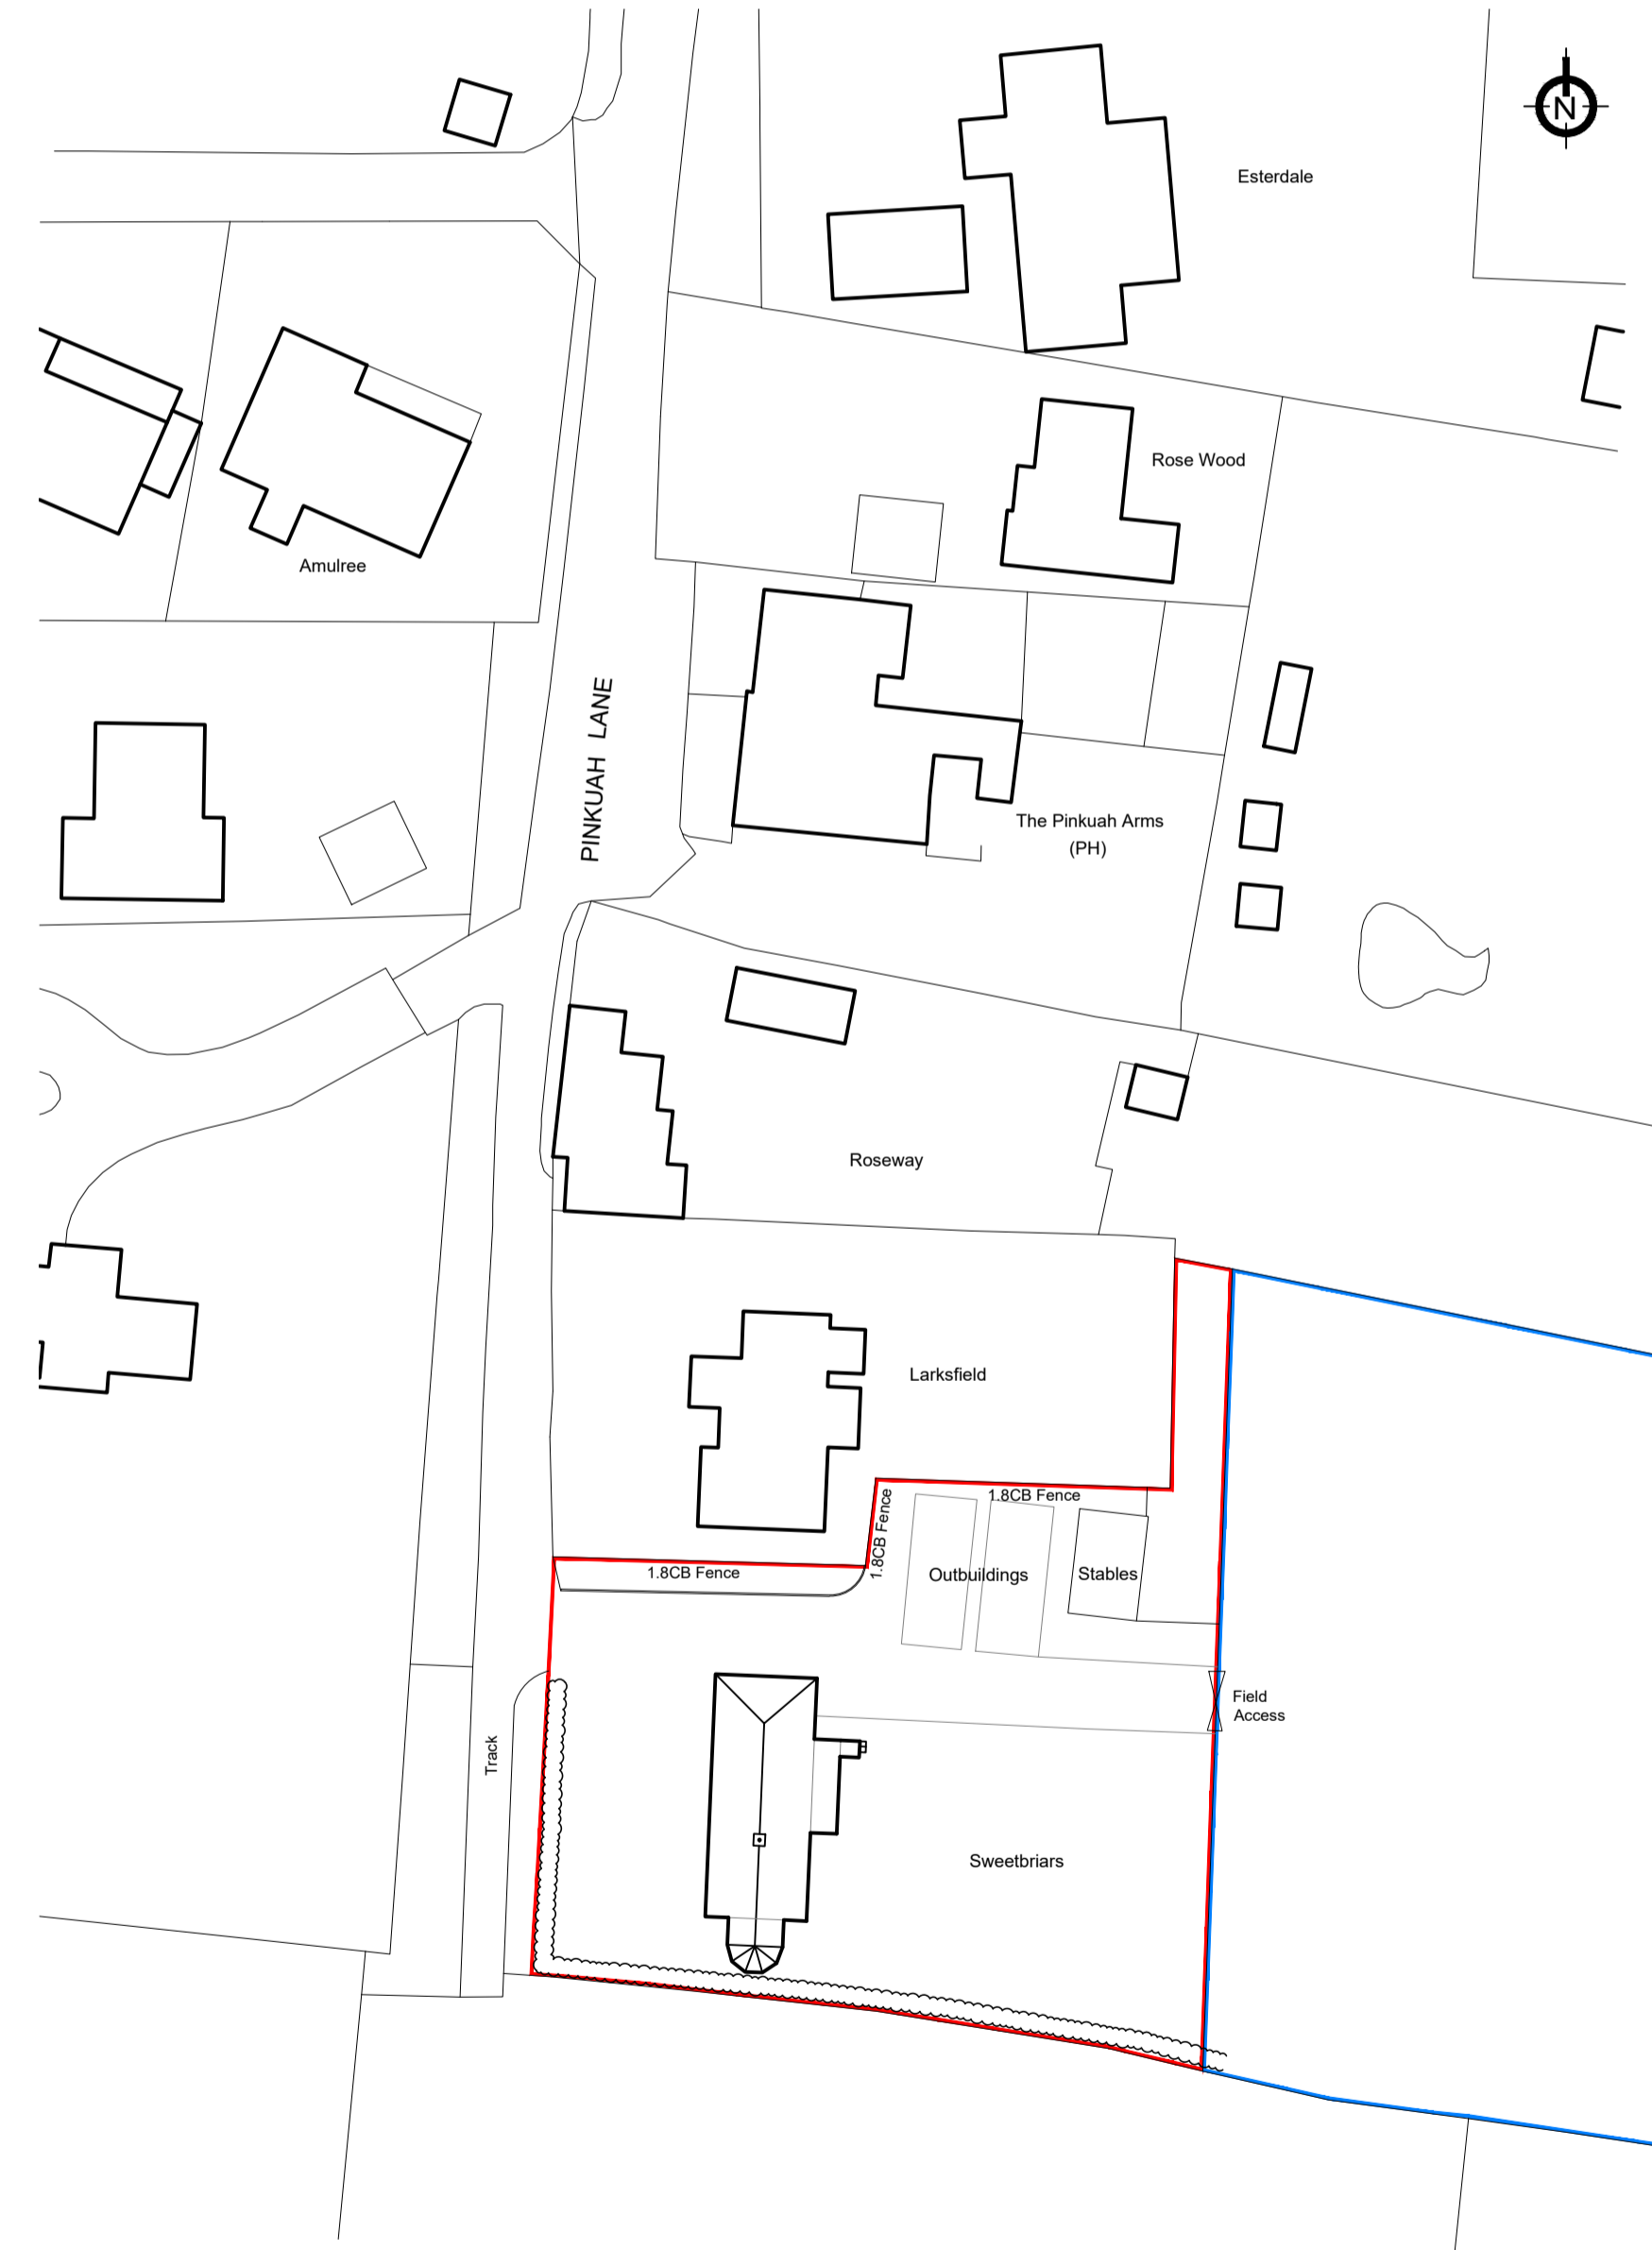 N
Esterdale
Rose Wood
Amulree
PINKUAH LANE
The Pinkuah Arms
(PH)
Roseway
Larksfield
1.8CB Fence
1.8CB Fence
1.8CB Fence
Outbuildings
Stables
Field
Access
Track
Sweetbriars